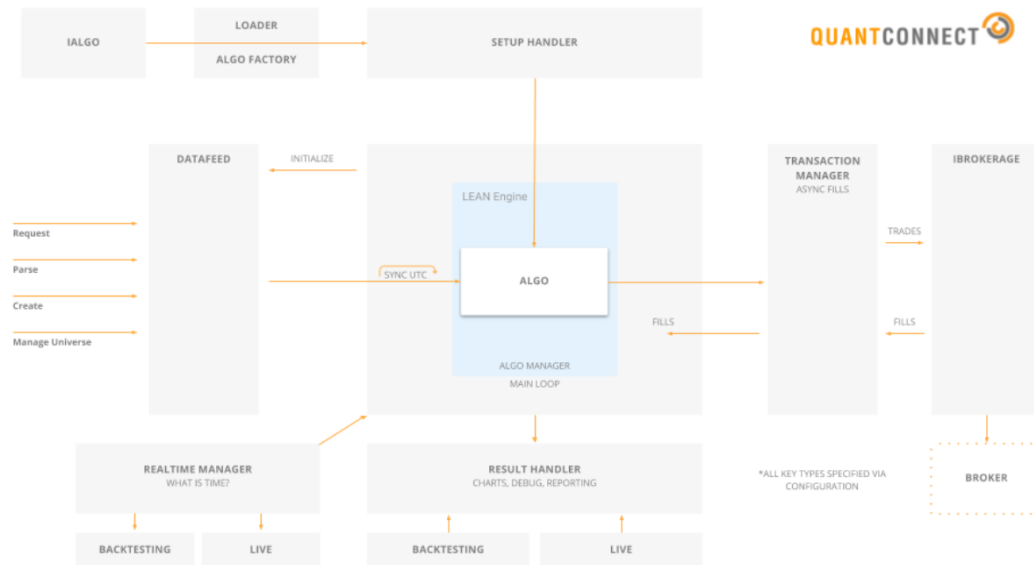 IALGO
LOADER
ALGO FACTORY
SETUP HANDLER
QUANTCONNECT
DATAFEED
INITIALIZE
LEAN Engine
TRANSACTION
MANAGER
ASYNC FILLS
IBROKERAGE
Request
Parse
Create
Manage Universe
SYNC UTC
ALGO
TRADES
FILLS
FILLS
ALGO MANAGER
MAIN LOOP
REALTIME MANAGER
WHAT IS TIME?
RESULT HANDLER
CHARTS, DEBUG, REPORTING
*ALL KEY TYPES SPECIFIED VIA
CONFIGURATION
BROKER
BACKTESTING
LIVE
BACKTESTING
LIVE